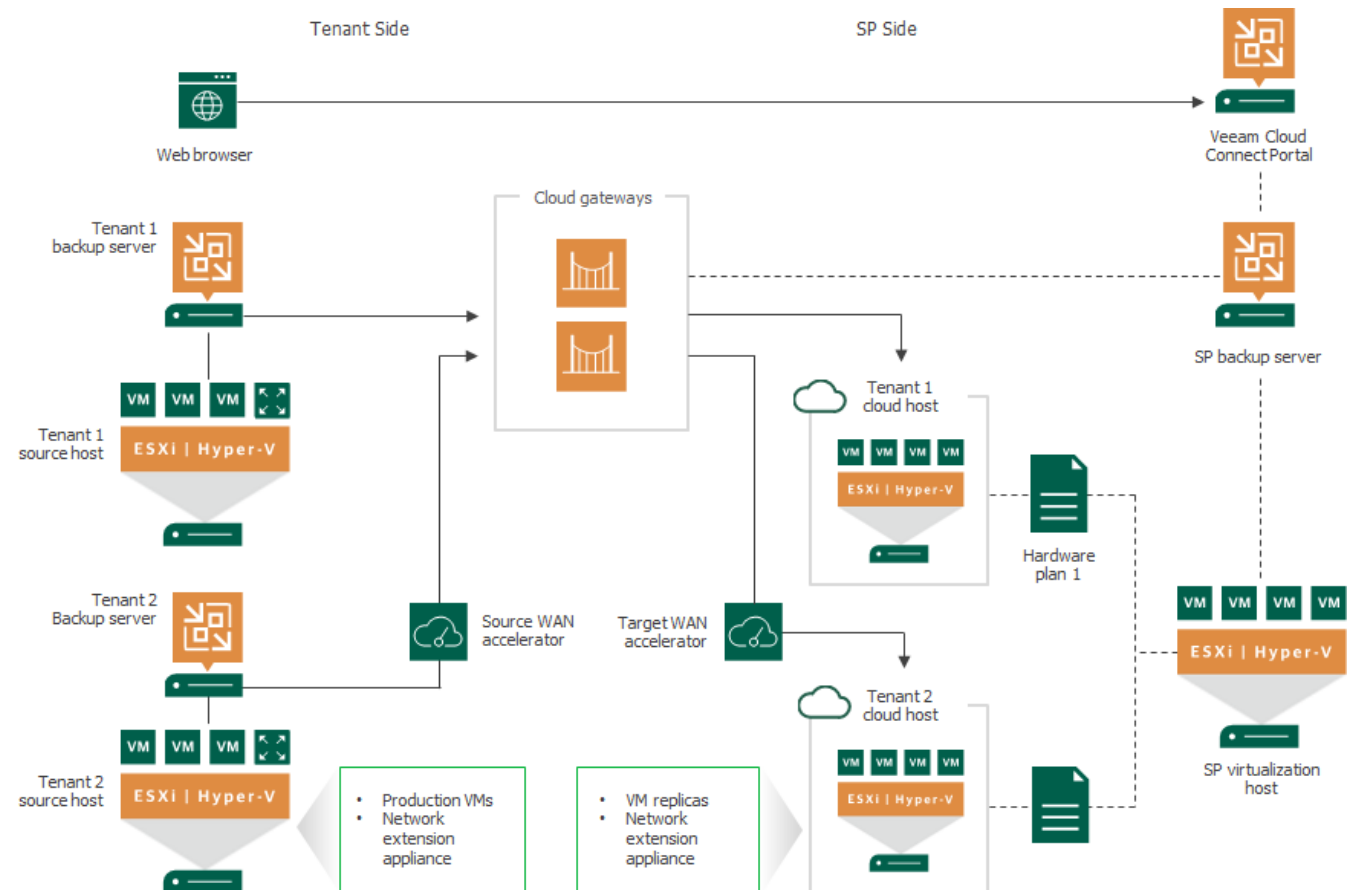 Tenant Side
SP Side
Web browser
Veeam Cloud
Connect Portal
Cloud gateways
Tenant 1
backup server
SP backup server
VM VM VM
Tenant 1
source host
ESXi | Hyper-V
Tenant 1
cloud host
VM VM VM VM
ESXi | Hyper-V
Hardware
plan 1
Tenant 2
Backup server
Source WAN
accelerator
Target WAN
accelerator
VM VM VM VM
ESXi | Hyper-V
SP virtualization
host
Tenant 2
cloud host
VM VM VM
Tenant 2
source host
ESXi | Hyper-V
• Production VMs
• Network
extension
appliance
• VM replicas
• Network
extension
appliance
VM VM VM VM
ESXi | Hyper-V